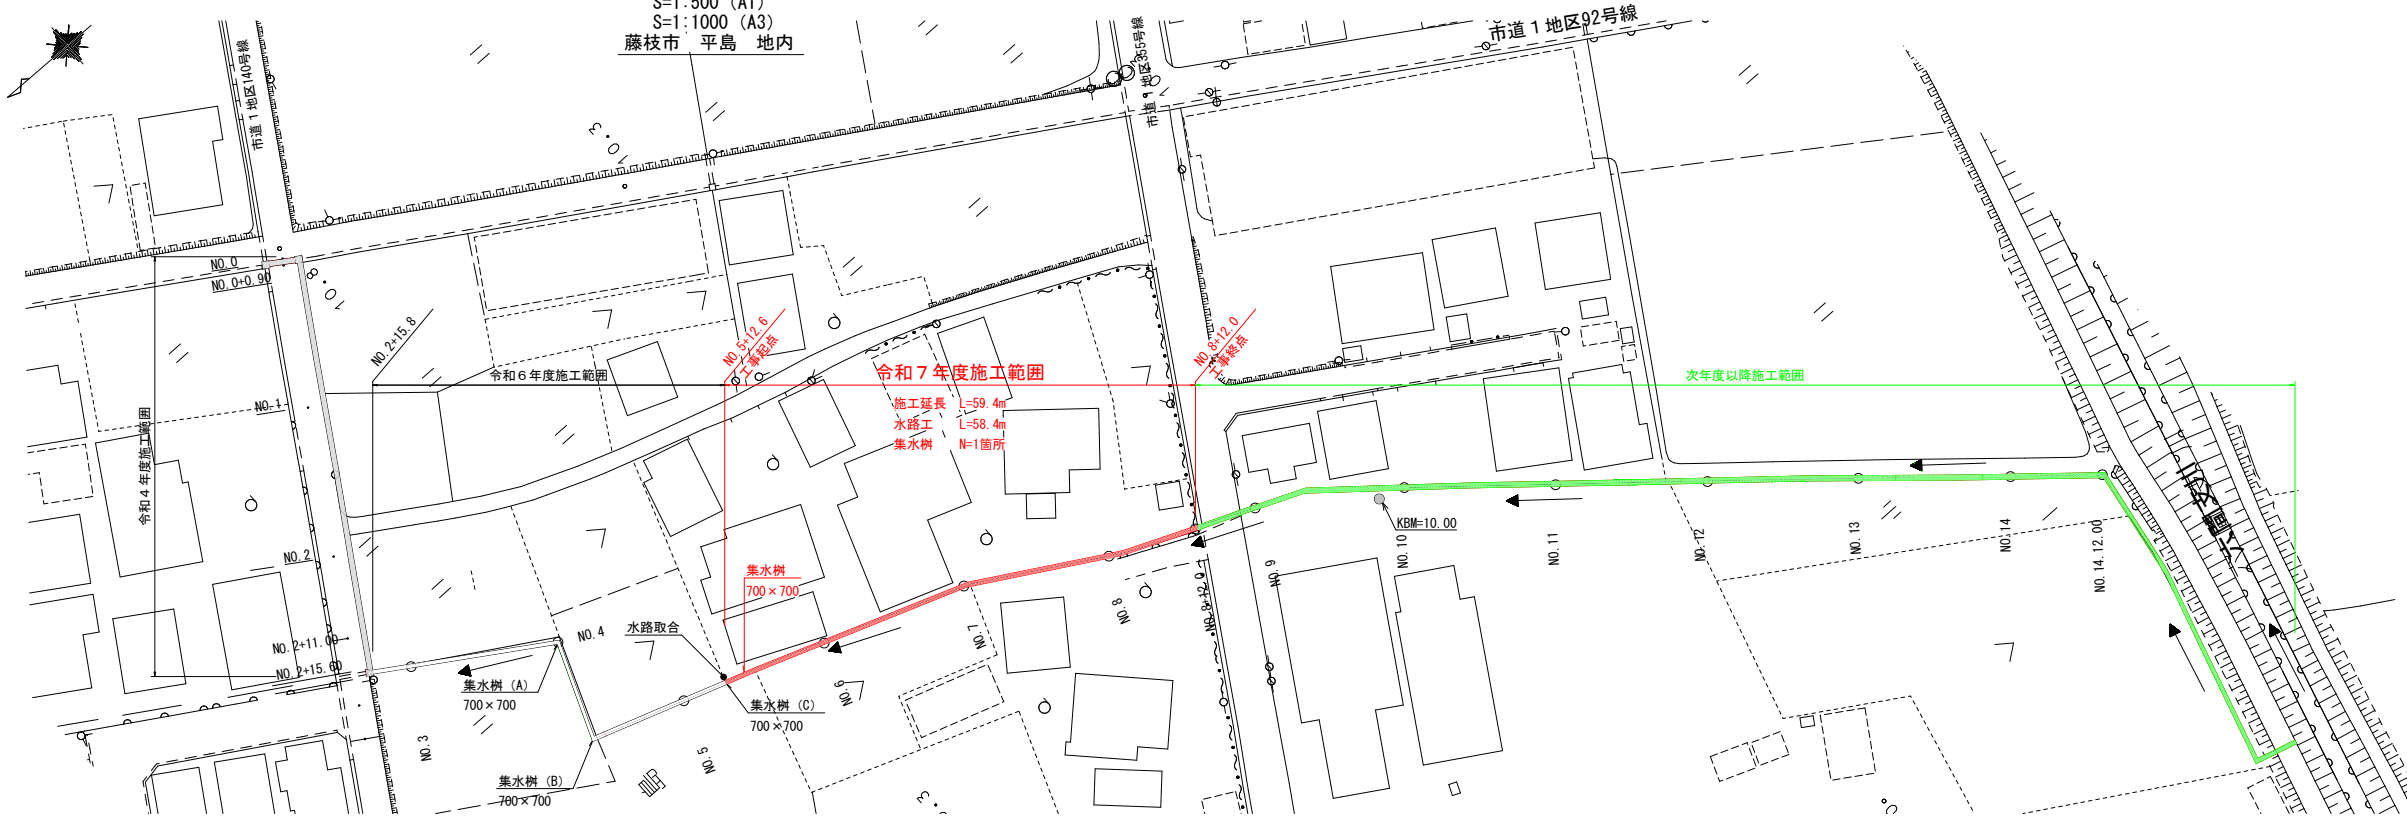 S=1:500 (A1)
S=1:1000 (A3)
藤枝市　平島　地内
市道１地区140号線
市道１地区355号線
市道１地区92号線
NO.0
NO.0+0.90
NO.2+15.8
令和６年度施工範囲
NO.5+12.6
工事起点
令和７年度施工範囲
施工延長 L=59.4m
水路工 L=58.4m
集水桝 N=1箇所
NO.8+12.0
工事終点
次年度以降施工範囲
令和４年度施工範囲
NO.1
NO.2
NO.2+11.00
NO.2+15.60
NO.3
NO.4
水路取合
集水桝
700×700
集水桝 (A)
700×700
集水桝 (B)
700×700
集水桝 (C)
700×700
NO.5
NO.6
NO.7
NO.8
NO.8+12.0
NO.9
KBM=10.00
NO.10
NO.11
NO.12
NO.13
NO.14
NO.14.12.00